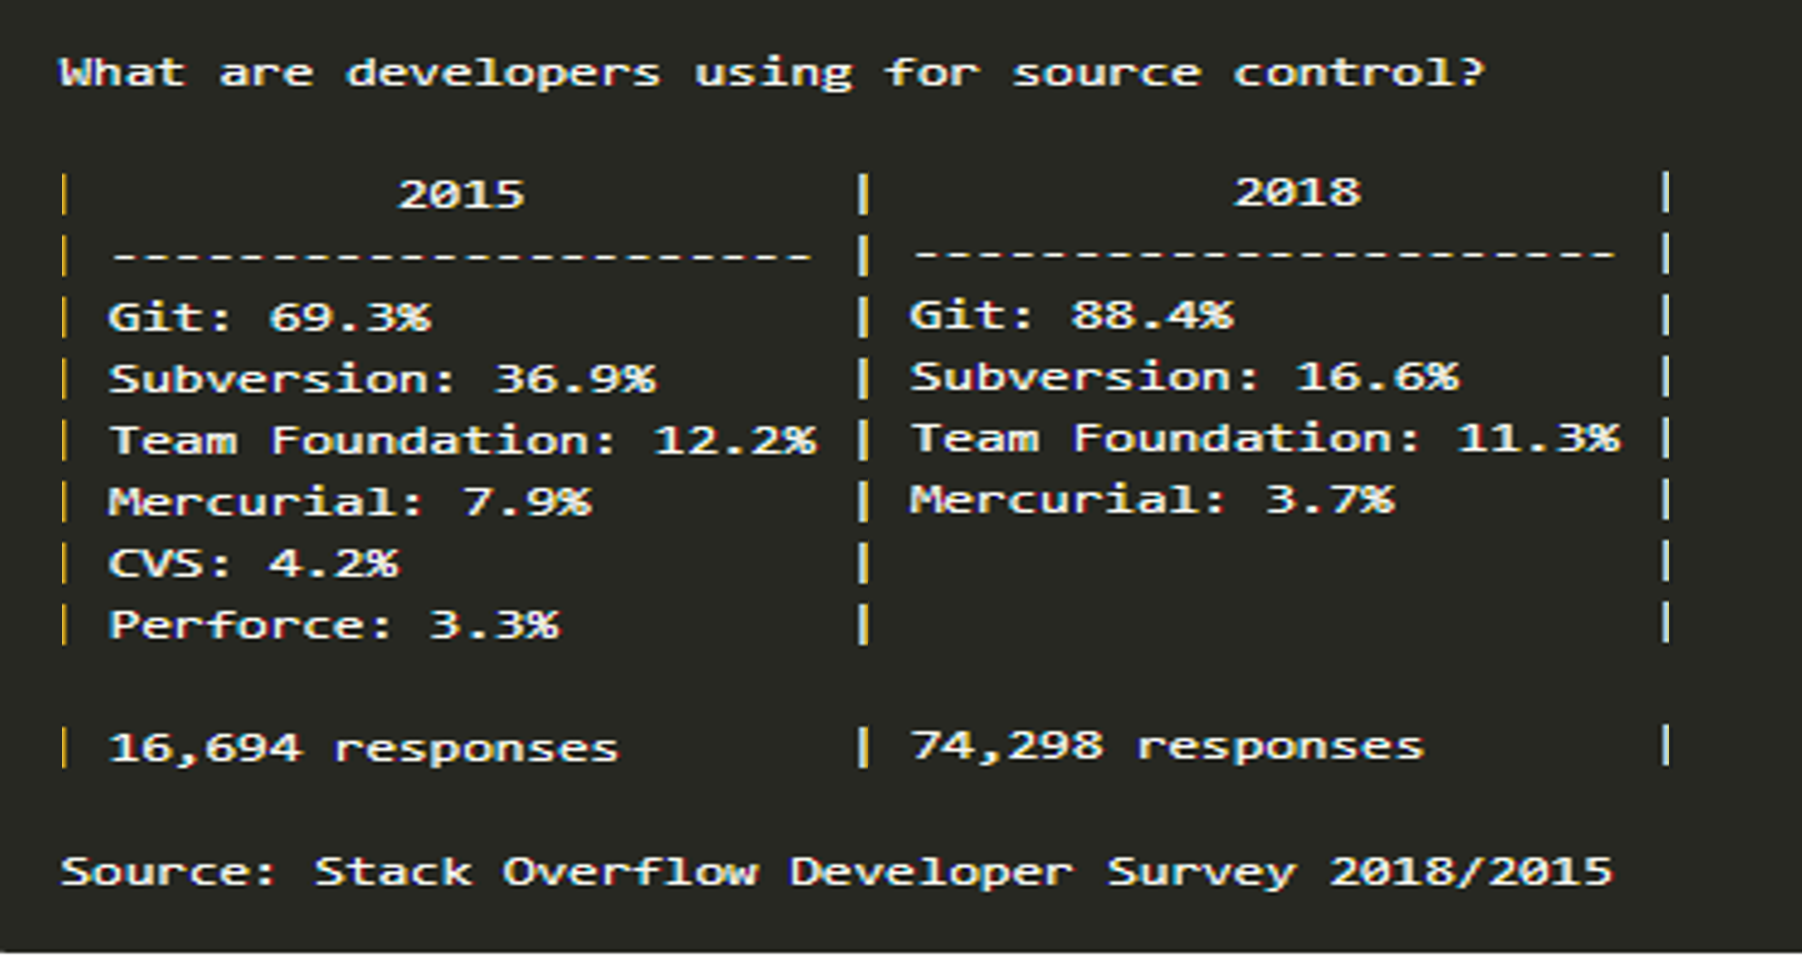 What are developers using for source control?
| 2015 | 2018 |
| ---------------------- | ---------------------- |
| Git: 69.3% | Git: 88.4% |
| Subversion: 36.9% | Subversion: 16.6% |
| Team Foundation: 12.2% | Team Foundation: 11.3% |
| Mercurial: 7.9% | Mercurial: 3.7% |
| CVS: 4.2% | |
| Perforce: 3.3% | |
| 16,694 responses | 74,298 responses |
Source: Stack Overflow Developer Survey 2018/2015